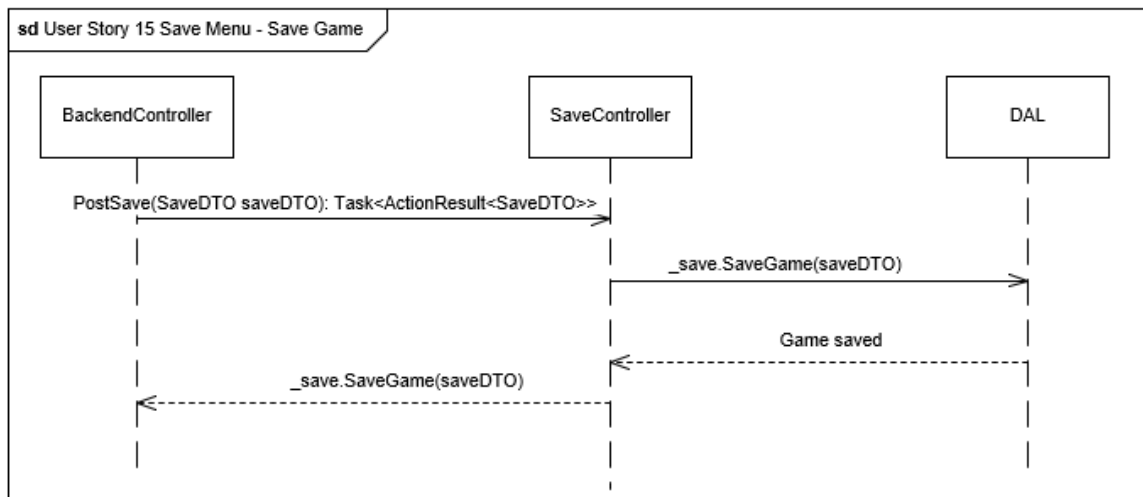 sd User Story 15 Save Menu - Save Game
BackendController
SaveController
DAL
PostSave(SaveDTO saveDTO): Task<ActionResult<SaveDTO>>
_save.SaveGame(saveDTO)
Game saved
_save.SaveGame(saveDTO)